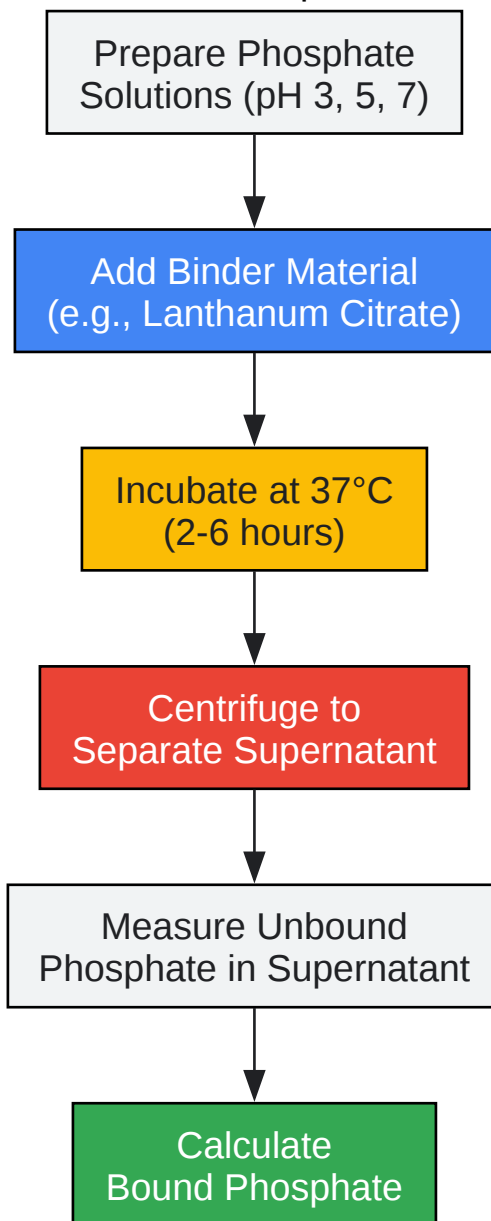 Prepare Phosphate
Solutions (pH 3, 5, 7)
Add Binder Material
(e.g., Lanthanum Citrate)
Incubate at 37°C
(2-6 hours)
Centrifuge to
Separate Supernatant
Measure Unbound
Phosphate in Supernatant
Calculate
Bound Phosphate